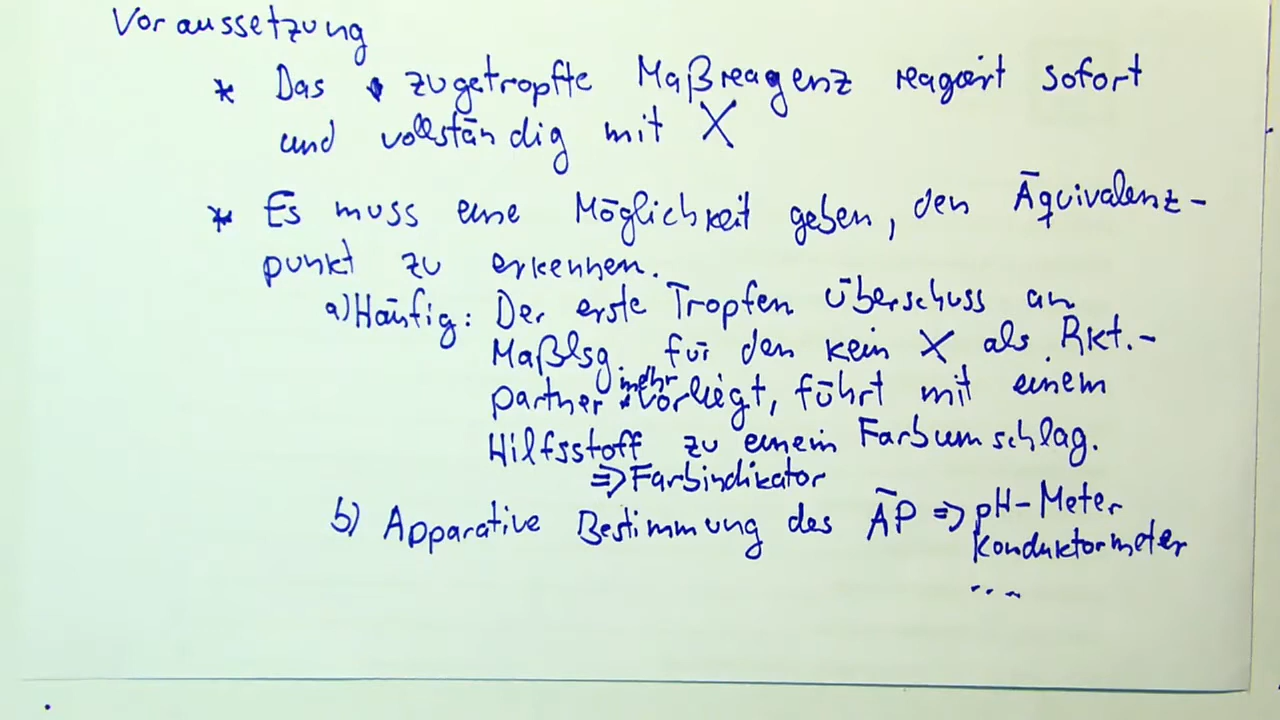 Voraussetzung
* Das zugetropfte Maßreagenz reagiert sofort
und vollständig mit X
* Es muss eine Möglichkeit geben, den Äquivalenz-
punkt zu erkennen.
a) Häufig: Der erste Tropfen Überschuss an
Maßlsg. für den kein X als Rkt.-
partner mehr vorliegt, führt mit einem
Hilfsstoff zu einem Farbumschlag.
⇒ Farbindikator
b) Apparative Bestimmung des ÄP ⇒ pH-Meter
Konduktormeter
...